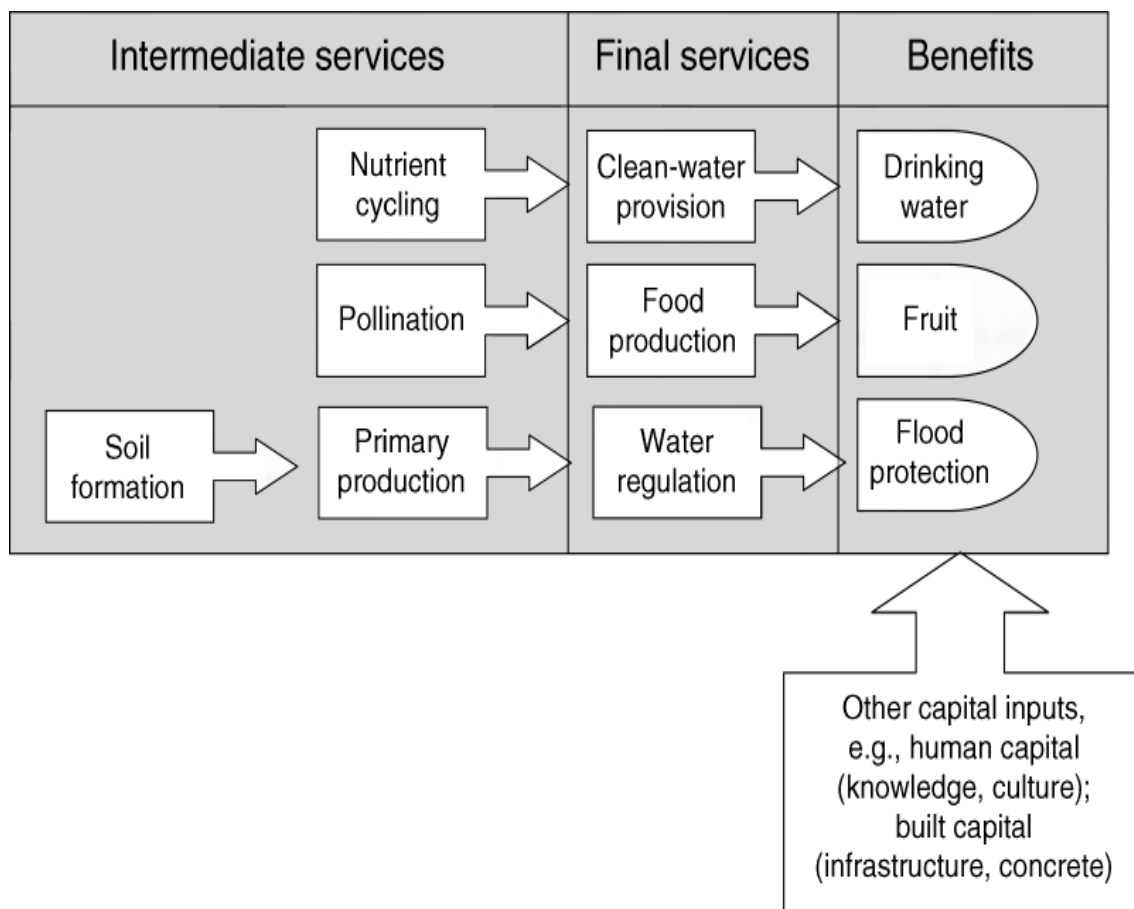 Intermediate services
Final services
Benefits
Nutrient
cycling
Clean-water
provision
Drinking
water
Pollination
Food
production
Fruit
Soil
formation
Primary
production
Water
regulation
Flood
protection
Other capital inputs,
e.g., human capital
(knowledge, culture);
built capital
(infrastructure, concrete)